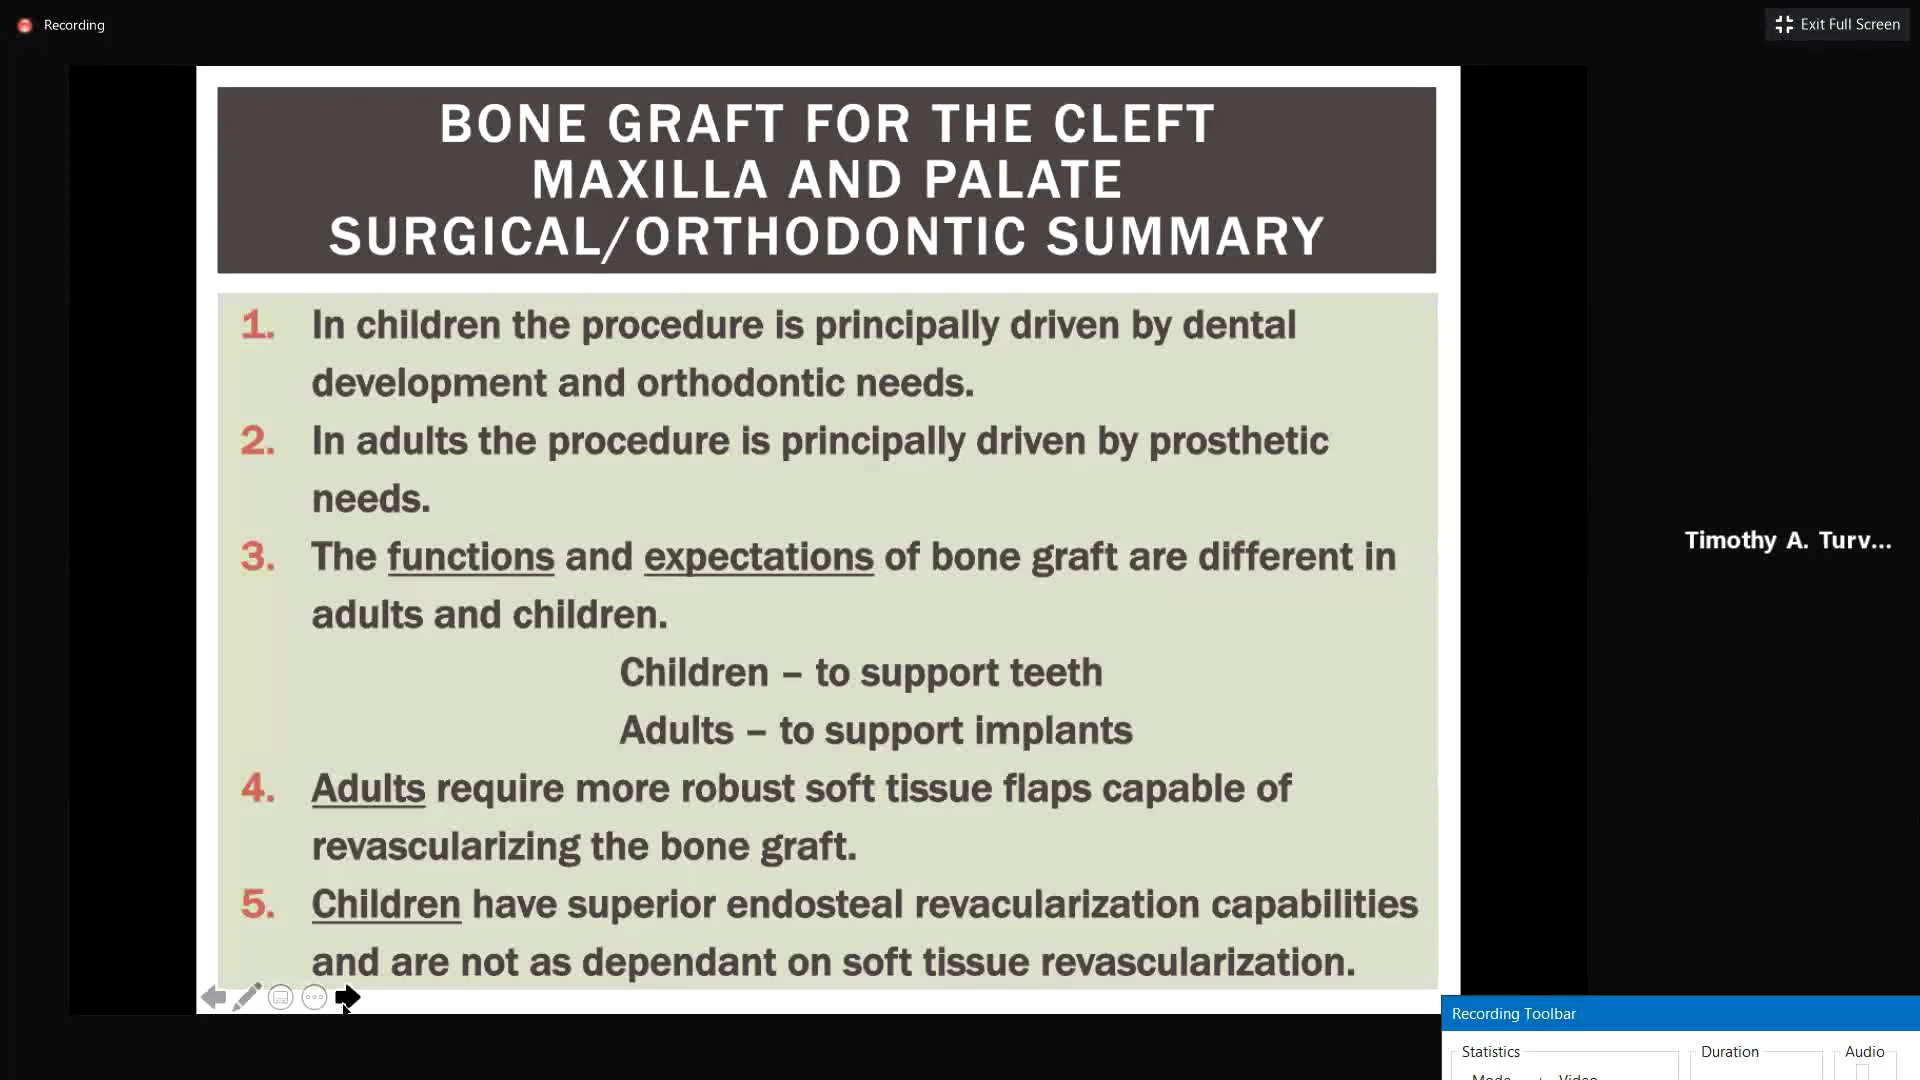 Recording
Exit Full Screen
BONE GRAFT FOR THE CLEFT
MAXILLA AND PALATE
SURGICAL/ORTHODONTIC SUMMARY
1. In children the procedure is principally driven by dental
development and orthodontic needs.
2. In adults the procedure is principally driven by prosthetic
needs.
3. The functions and expectations of bone graft are different in
adults and children.
Children – to support teeth
Adults – to support implants
4. Adults require more robust soft tissue flaps capable of
revascularizing the bone graft.
5. Children have superior endosteal revacularization capabilities
and are not as dependant on soft tissue revascularization.
Timothy A. Turv...
Recording Toolbar
Statistics
Duration
Audio